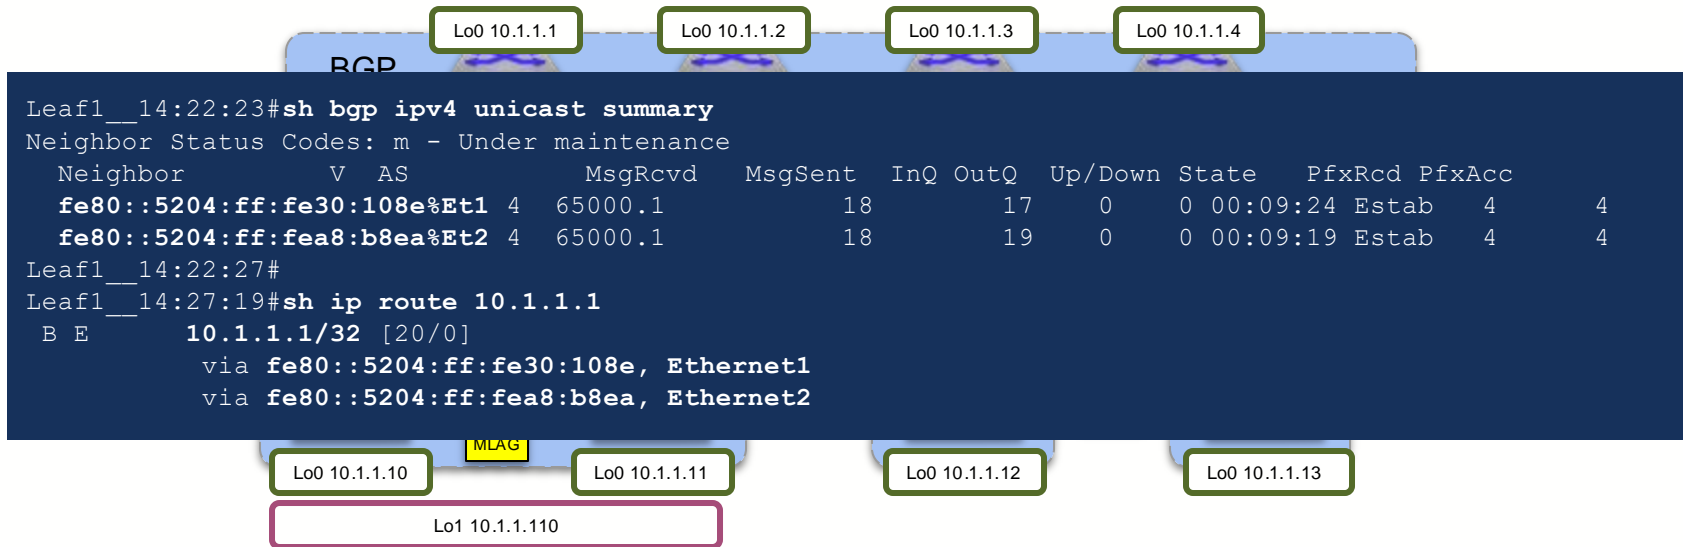 Lo0 10.1.1.1
Lo0 10.1.1.2
Lo0 10.1.1.3
Lo0 10.1.1.4
BGP
Leaf1__14:22:23#sh bgp ipv4 unicast summary
Neighbor Status Codes: m - Under maintenance
Neighbor V AS MsgRcvd MsgSent InQ OutQ Up/Down State PfxRcd PfxAcc
fe80::5204:ff:fe30:108e%Et1 4 65000.1 18 17 0 0 00:09:24 Estab 4 4
fe80::5204:ff:fea8:b8ea%Et2 4 65000.1 18 19 0 0 00:09:19 Estab 4 4
Leaf1__14:22:27#
Leaf1__14:27:19#sh ip route 10.1.1.1
B E 10.1.1.1/32 [20/0]
via fe80::5204:ff:fe30:108e, Ethernet1
via fe80::5204:ff:fea8:b8ea, Ethernet2
MLAG
Lo0 10.1.1.10
Lo0 10.1.1.11
Lo0 10.1.1.12
Lo0 10.1.1.13
Lo1 10.1.1.110